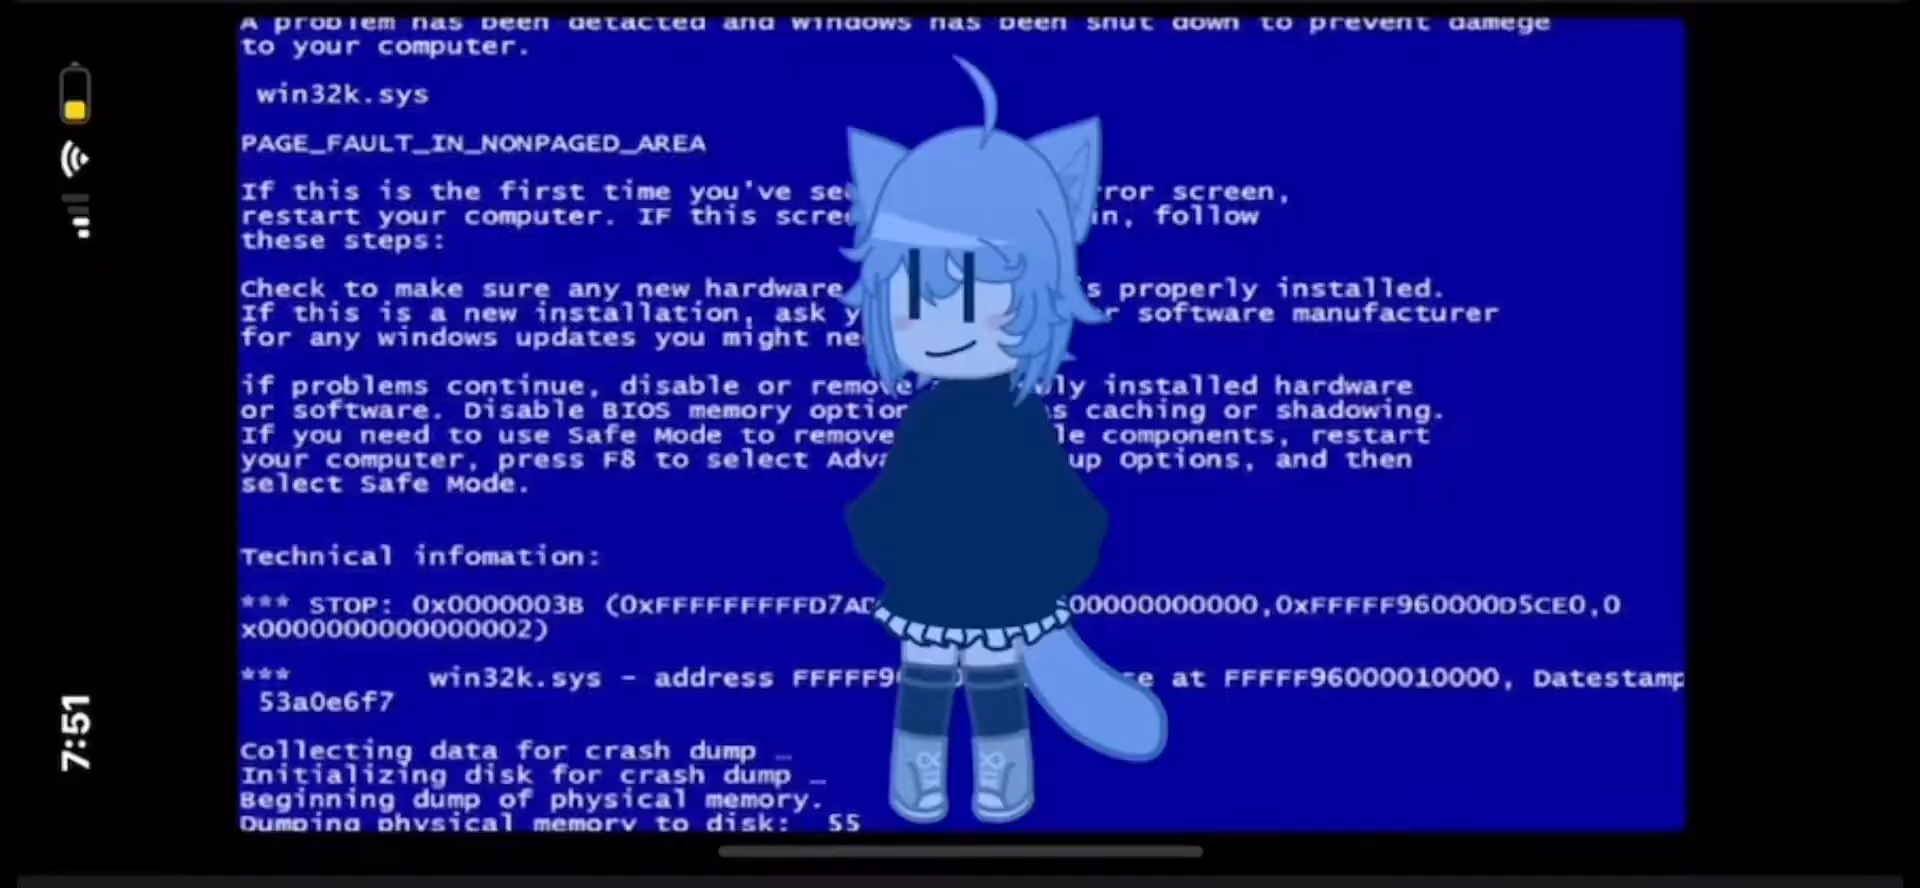 A problem has been detected and Windows has been shut down to prevent damege
to your computer.
win32k.sys
PAGE_FAULT_IN_NONPAGED_AREA
If this is the first time you've se rror screen,
restart your computer. IF this scre in, follow
these steps:
Check to make sure any new hardware s properly installed.
If this is a new installation, ask y r software manufacturer
for any windows updates you might ne
if problems continue, disable or remove ly installed hardware
or software. Disable BIOS memory option s caching or shadowing.
If you need to use Safe Mode to remove le components, restart
your computer, press F8 to select Adva up Options, and then
select Safe Mode.
Technical infomation:
*** STOP: 0x0000003B (0xFFFFFFFFFFD7AD 00000000000,0xFFFFF960000D5CE0,0
x0000000000000002)
*** win32k.sys - address FFFFF9 se at FFFFF96000010000, Datestamp
53a0e6f7
Collecting data for crash dump …
Initializing disk for crash dump …
Beginning dump of physical memory.
Dumping physical memory to disk: 55
7:51